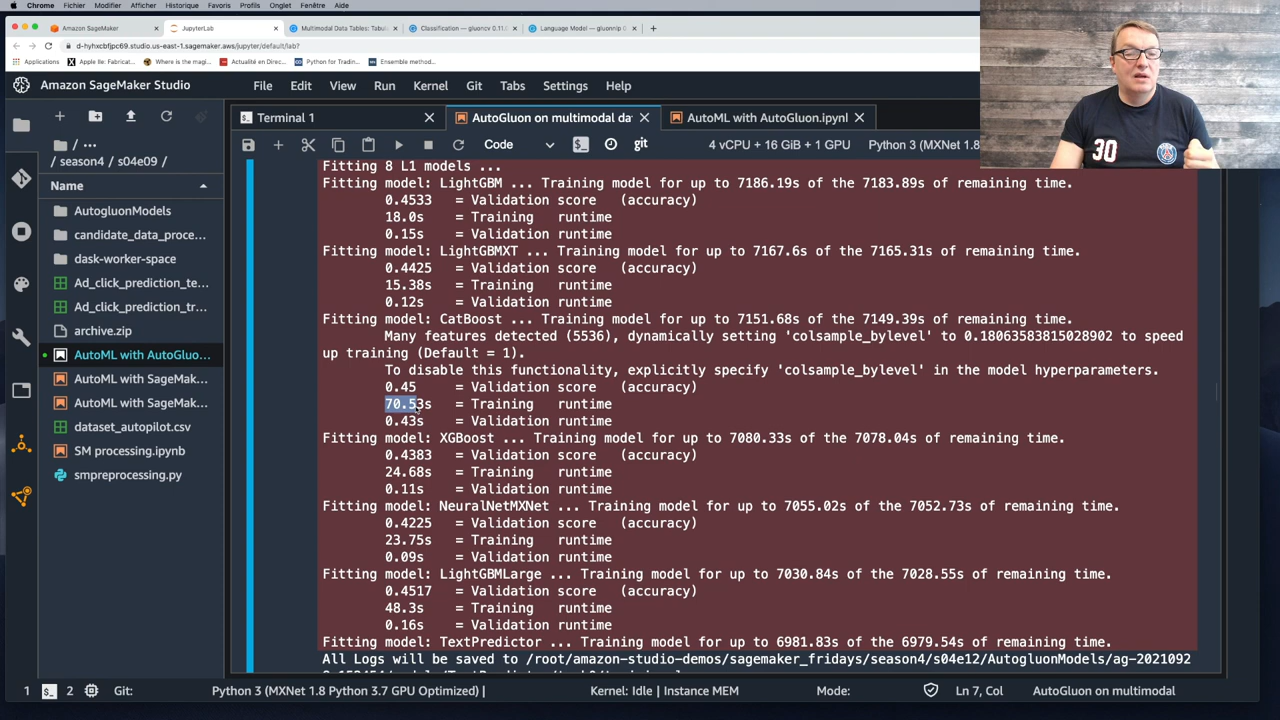 Chrome Fichier Modifier Afficher Historique Favoris Profils Onglet Fenêtre Aide
Amazon SageMaker
JupyterLab
Multimodal Data Tables: Tabul
Classification — gluoncv 0.11.0
Language Model — gluonnlp 0
d-hyhxcbfjpc69.studio.us-east-1.sagemaker.aws/jupyter/default/lab?
Applications
Apple IIe: Fabricat...
Where is the magi...
Actualité en Direc...
Python for Tradin...
Ensemble method...
Amazon SageMaker Studio
File Edit View Run Kernel Git Tabs Settings Help
Terminal 1
AutoGluon on multimodal da
AutoML with AutoGluon.ipynb
/ ...
/ season4 / s04e09 /
Code
git
4 vCPU + 16 GiB + 1 GPU
Python 3 (MXNet 1.8
Name
AutogluonModels
candidate_data_proce...
dask-worker-space
Ad_click_prediction_te...
Ad_click_prediction_tr...
archive.zip
AutoML with AutoGluo...
AutoML with SageMak...
AutoML with SageMak...
dataset_autopilot.csv
SM processing.ipynb
smpreprocessing.py
Fitting 8 L1 models ...
Fitting model: LightGBM ... Training model for up to 7186.19s of the 7183.89s of remaining time.
0.4533 = Validation score (accuracy)
18.0s = Training runtime
0.15s = Validation runtime
Fitting model: LightGBMXT ... Training model for up to 7167.6s of the 7165.31s of remaining time.
0.4425 = Validation score (accuracy)
15.38s = Training runtime
0.12s = Validation runtime
Fitting model: CatBoost ... Training model for up to 7151.68s of the 7149.39s of remaining time.
Many features detected (5536), dynamically setting 'colsample_bylevel' to 0.18063583815028902 to speed
up training (Default = 1).
To disable this functionality, explicitly specify 'colsample_bylevel' in the model hyperparameters.
0.45 = Validation score (accuracy)
70.53s = Training runtime
0.43s = Validation runtime
Fitting model: XGBoost ... Training model for up to 7080.33s of the 7078.04s of remaining time.
0.4383 = Validation score (accuracy)
24.68s = Training runtime
0.11s = Validation runtime
Fitting model: NeuralNetMXNet ... Training model for up to 7055.02s of the 7052.73s of remaining time.
0.4225 = Validation score (accuracy)
23.75s = Training runtime
0.09s = Validation runtime
Fitting model: LightGBMLarge ... Training model for up to 7030.84s of the 7028.55s of remaining time.
0.4517 = Validation score (accuracy)
48.3s = Training runtime
0.16s = Validation runtime
Fitting model: TextPredictor ... Training model for up to 6981.83s of the 6979.54s of remaining time.
All Logs will be saved to /root/amazon-studio-demos/sagemaker_fridays/season4/s04e12/AutogluonModels/ag-2021092
1 2 Git: Python 3 (MXNet 1.8 Python 3.7 GPU Optimized) | Kernel: Idle | Instance MEM Mode: Ln 7, Col AutoGluon on multimodal
30